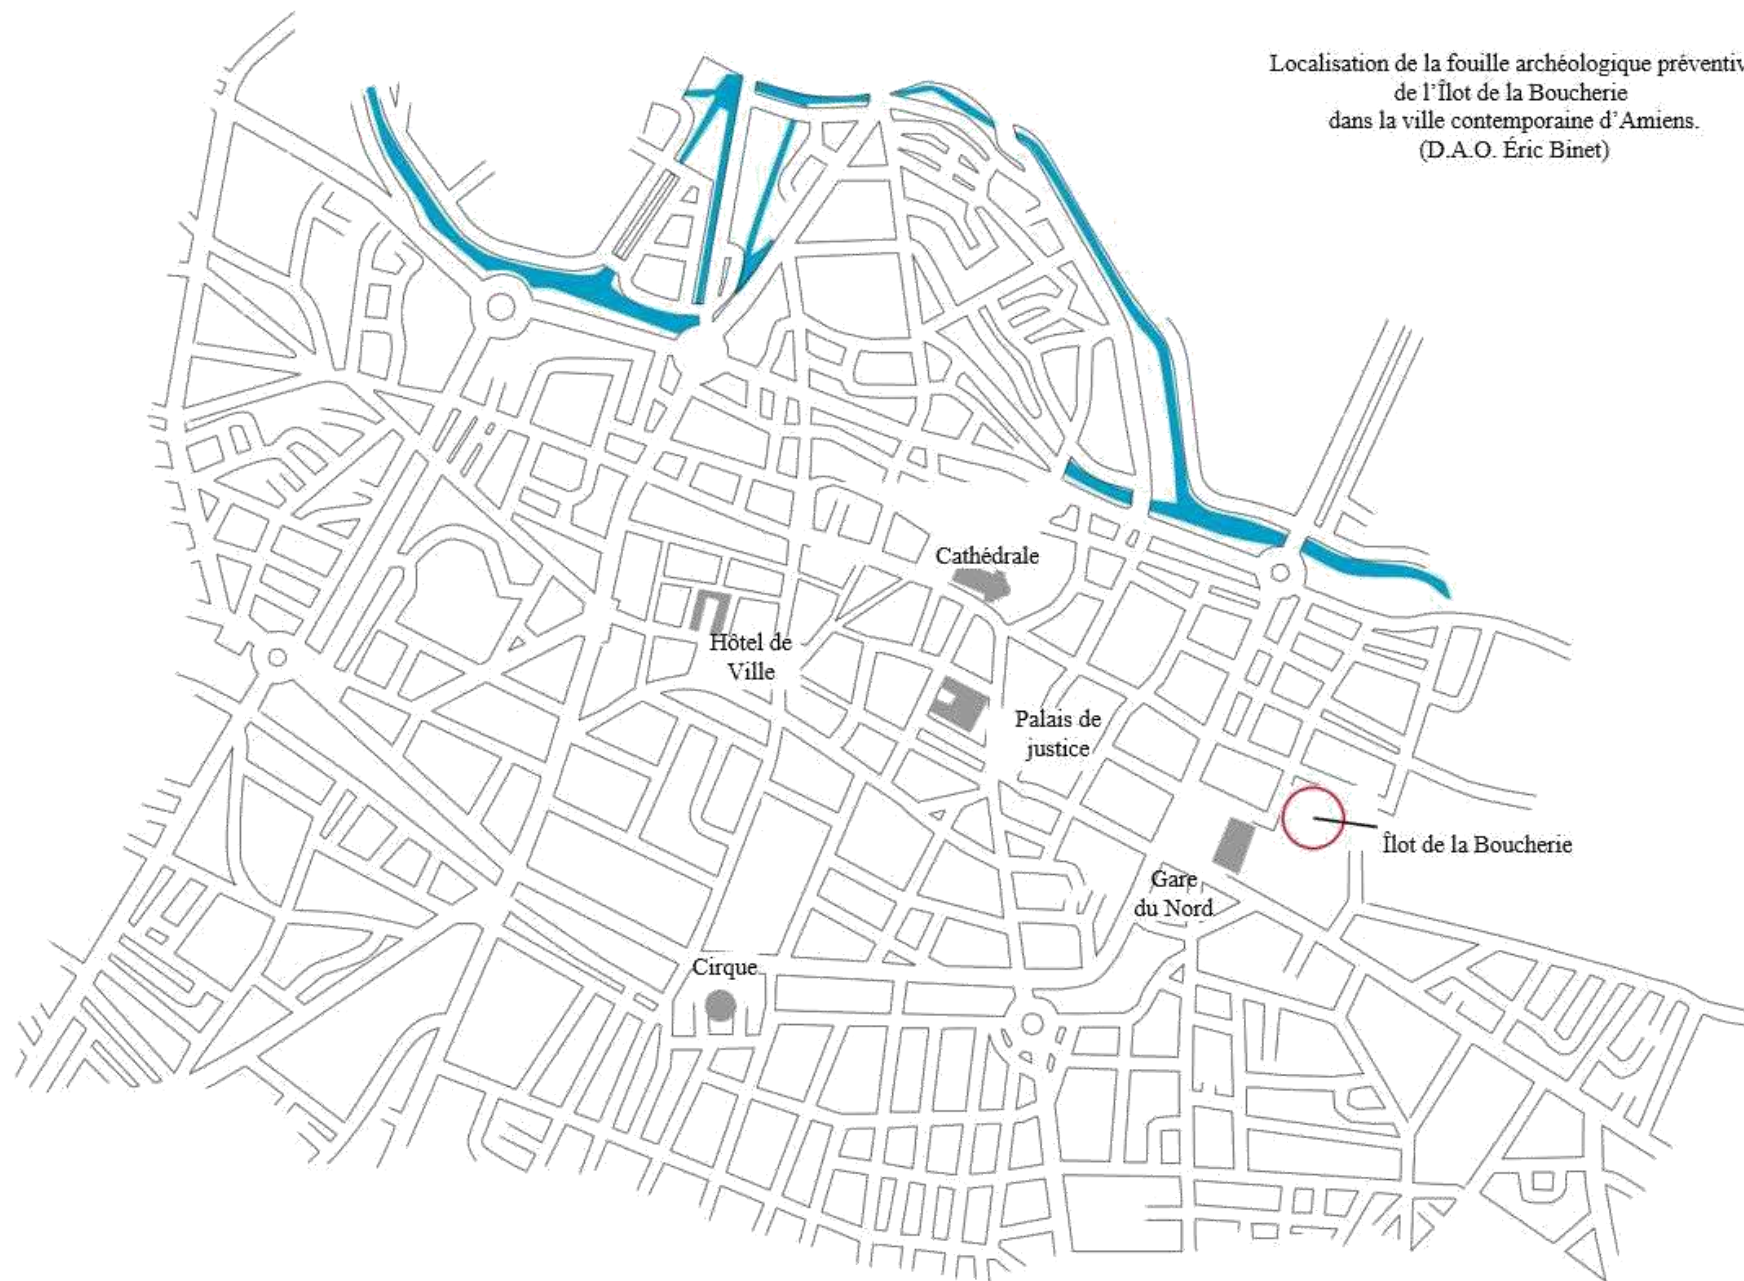 Localisation de la fouille archéologique préventiv
de l'Îlot de la Boucherie
dans la ville contemporaine d'Amiens.
(D.A.O. Éric Binet)
Cathédrale
Hôtel de
Ville
Palais de
justice
Îlot de la Boucherie
Gare
du Nord
Cirque